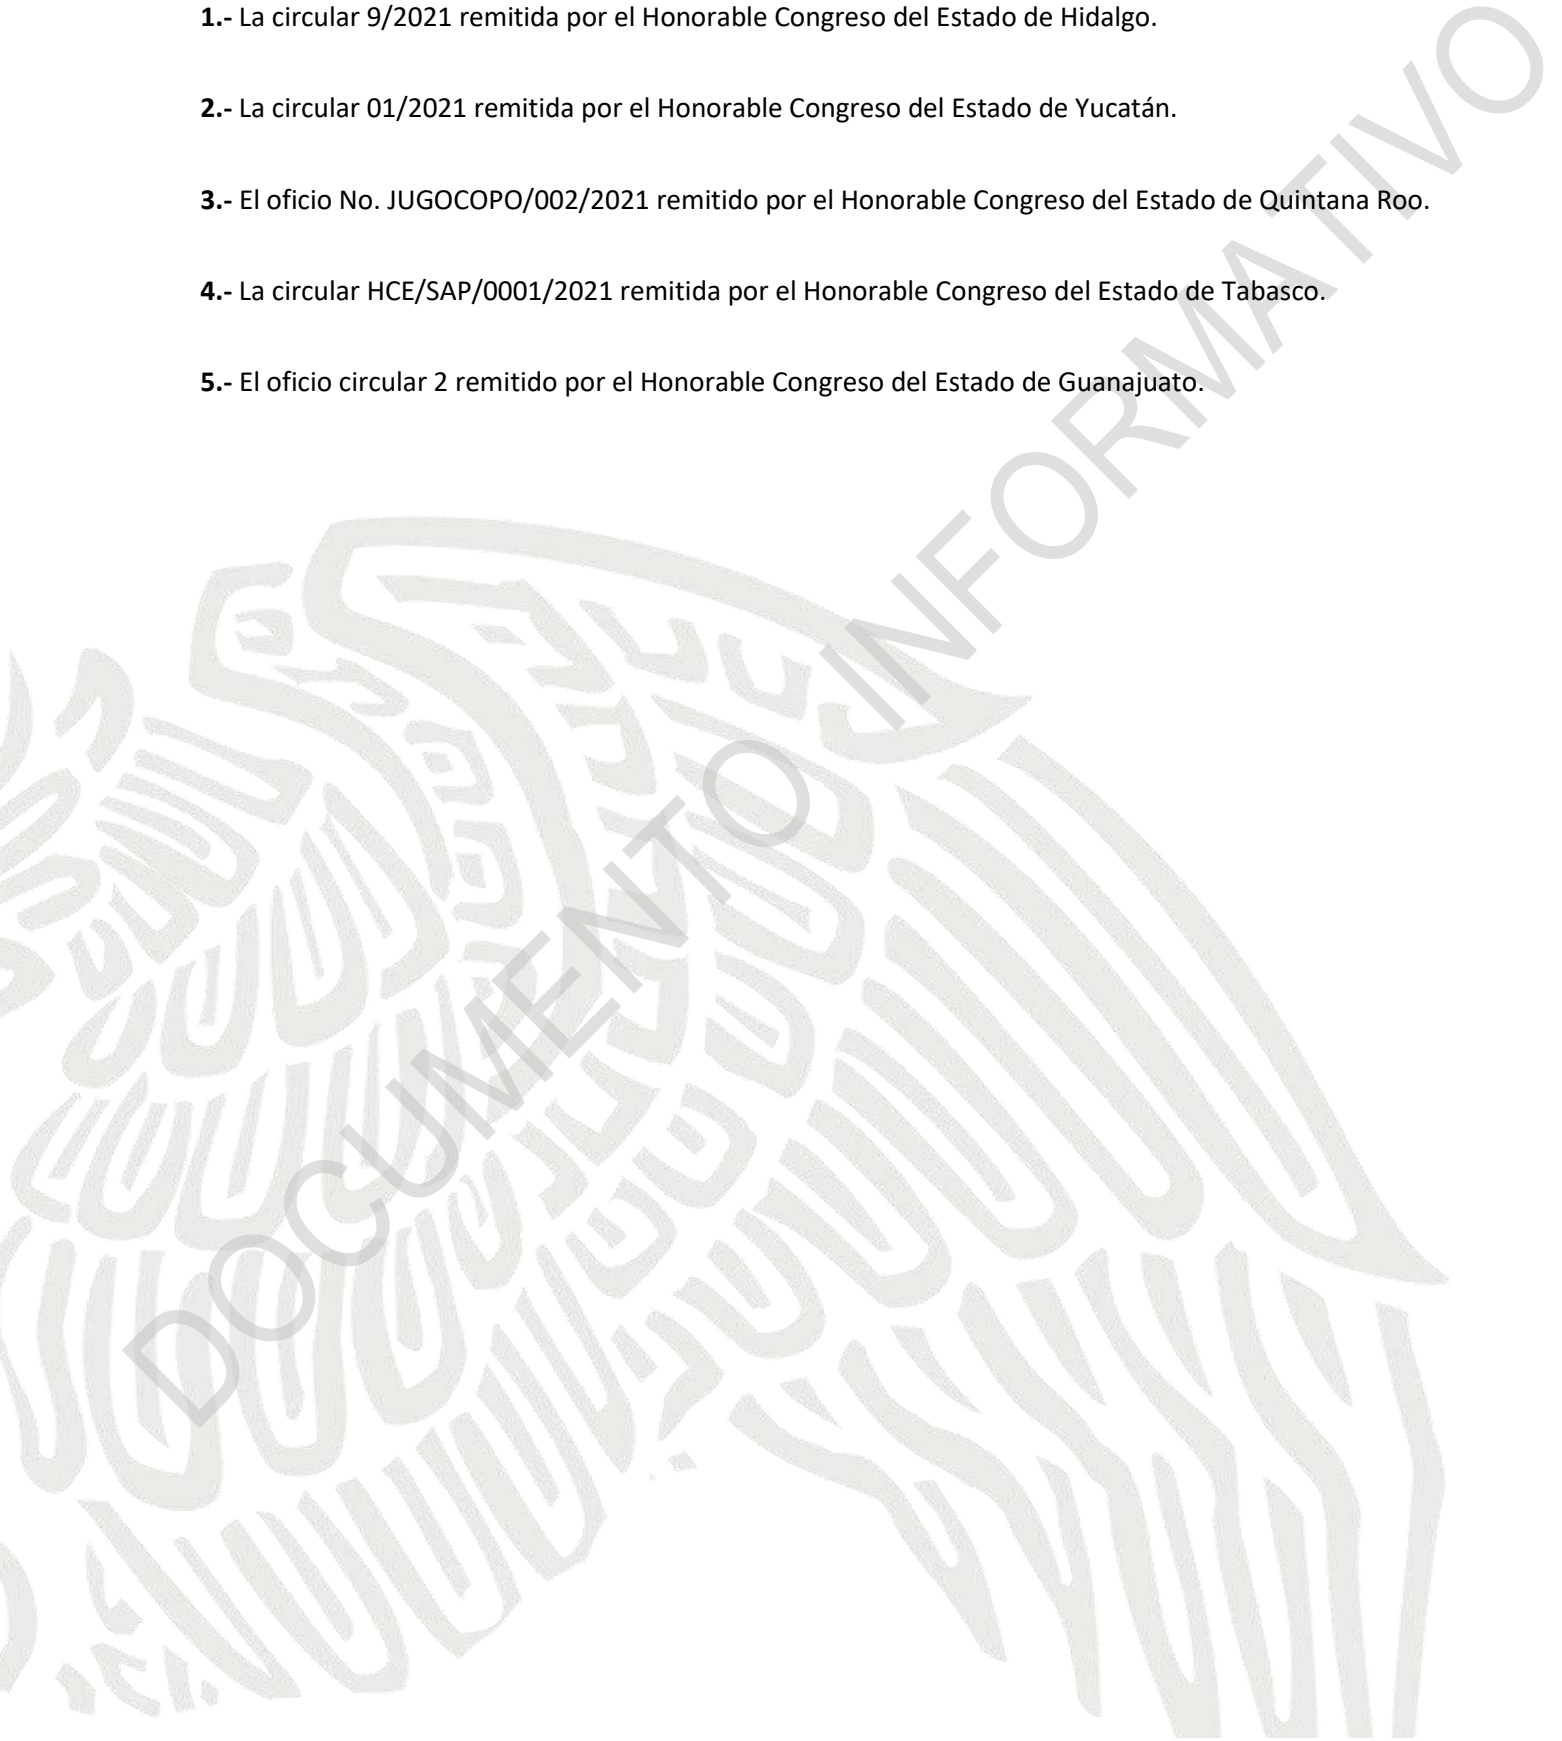 1.- La circular 9/2021 remitida por el Honorable Congreso del Estado de Hidalgo.
2.- La circular 01/2021 remitida por el Honorable Congreso del Estado de Yucatán.
3.- El oficio No. JUGOCOPO/002/2021 remitido por el Honorable Congreso del Estado de Quintana Roo.
4.- La circular HCE/SAP/0001/2021 remitida por el Honorable Congreso del Estado de Tabasco.
5.- El oficio circular 2 remitido por el Honorable Congreso del Estado de Guanajuato.
DOCUMENTO INFORMATIVO